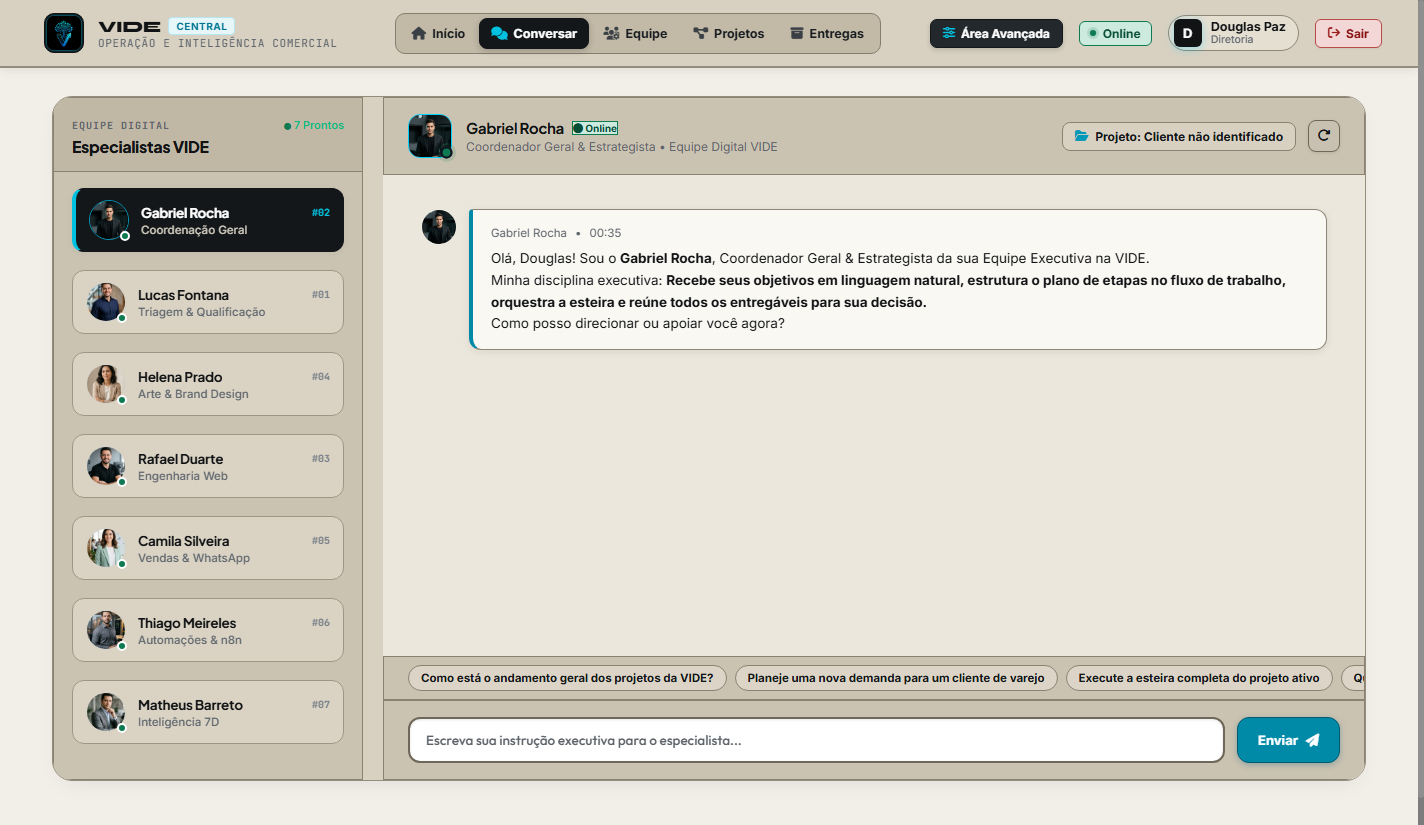 VIDE CENTRAL
OPERAÇÃO E INTELIGÊNCIA COMERCIAL
Início
Conversar
Equipe
Projetos
Entregas
Área Avançada
Online
D
Douglas Paz
Diretoria
Sair
EQUIPE DIGITAL
7 Prontos
Especialistas VIDE
Gabriel Rocha
#02
Coordenação Geral
Lucas Fontana
#01
Triagem & Qualificação
Helena Prado
#04
Arte & Brand Design
Rafael Duarte
#03
Engenharia Web
Camila Silveira
#05
Vendas & WhatsApp
Thiago Meireles
#06
Automações & n8n
Matheus Barreto
#07
Inteligência 7D
Gabriel Rocha
Online
Coordenador Geral & Estrategista • Equipe Digital VIDE
Projeto: Cliente não identificado
Gabriel Rocha • 00:35
Olá, Douglas! Sou o Gabriel Rocha, Coordenador Geral & Estrategista da sua Equipe Executiva na VIDE.
Minha disciplina executiva: Recebe seus objetivos em linguagem natural, estrutura o plano de etapas no fluxo de trabalho,
orquestra a esteira e reúne todos os entregáveis para sua decisão.
Como posso direcionar ou apoiar você agora?
Como está o andamento geral dos projetos da VIDE?
Planeje uma nova demanda para um cliente de varejo
Execute a esteira completa do projeto ativo
Escreva sua instrução executiva para o especialista...
Enviar